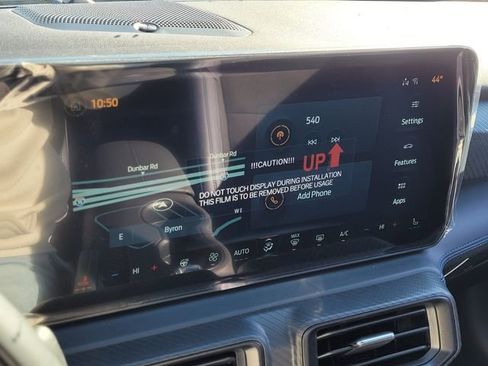 10:50
44°
540
Settings
Dunbar Rd
Dunbar Rd
!!!CAUTION!!! UP
DO NOT TOUCH DISPLAY DURING INSTALLATION
THIS FILM IS TO BE REMOVED BEFORE USAGE
Features
Add Phone
Apps
W E
E Byron
- HI + AUTO MAX A/C - HI +